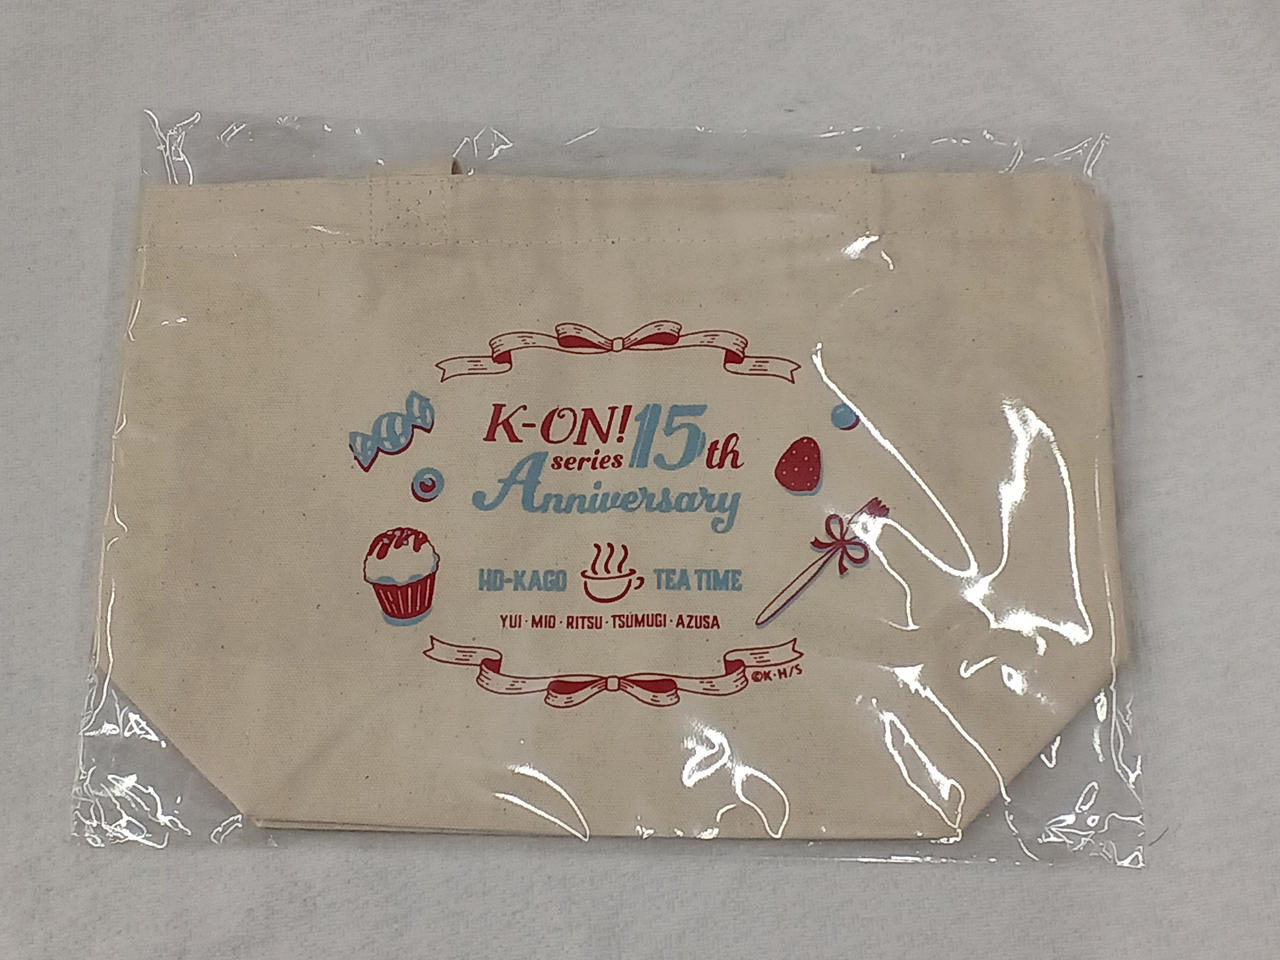 K-ON! 15th
series
Anniversary
HO-KAGO TEA TIME
YUI · MIO · RITSU · TSUMUGI · AZUSA
©K·H/S